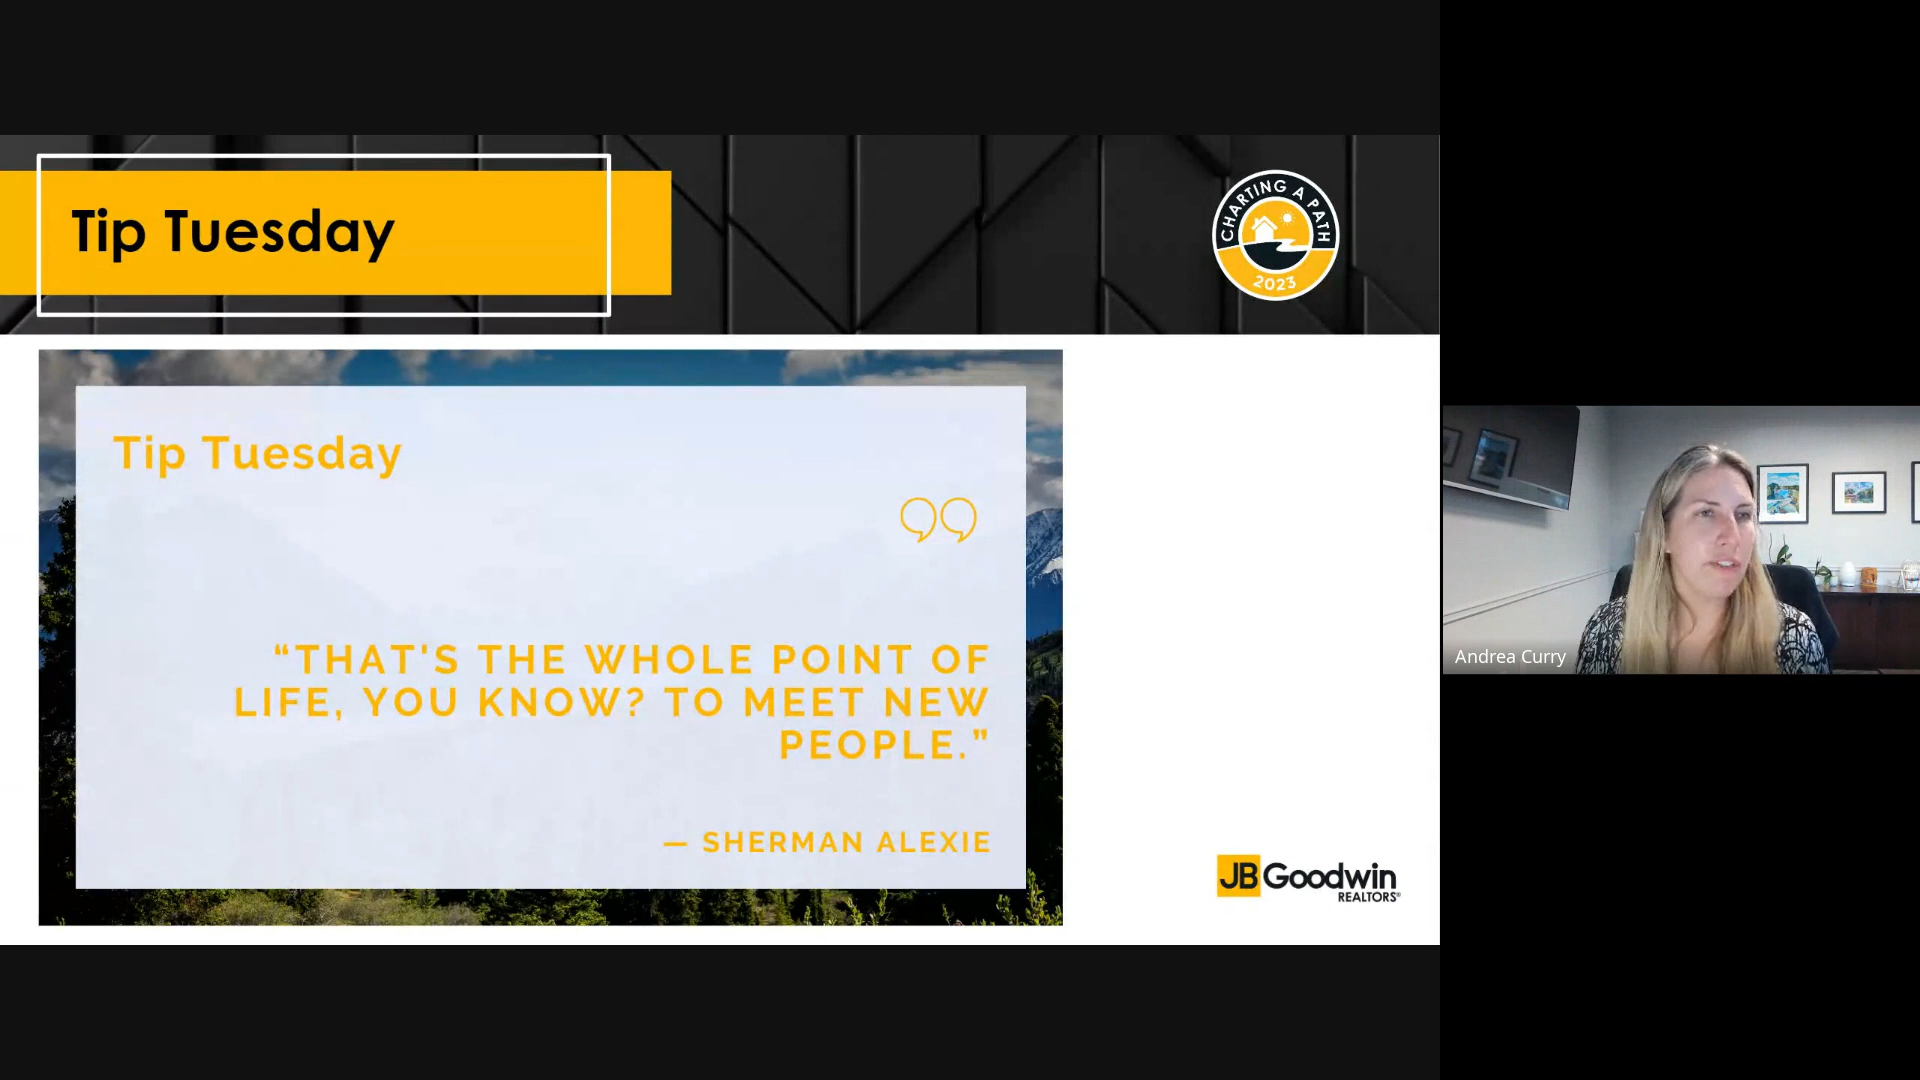 Tip Tuesday
CHARTING A PATH
2023
Tip Tuesday
“THAT'S THE WHOLE POINT OF
LIFE, YOU KNOW? TO MEET NEW
PEOPLE.”
— SHERMAN ALEXIE
JBGoodwin
REALTORS®
Andrea Curry